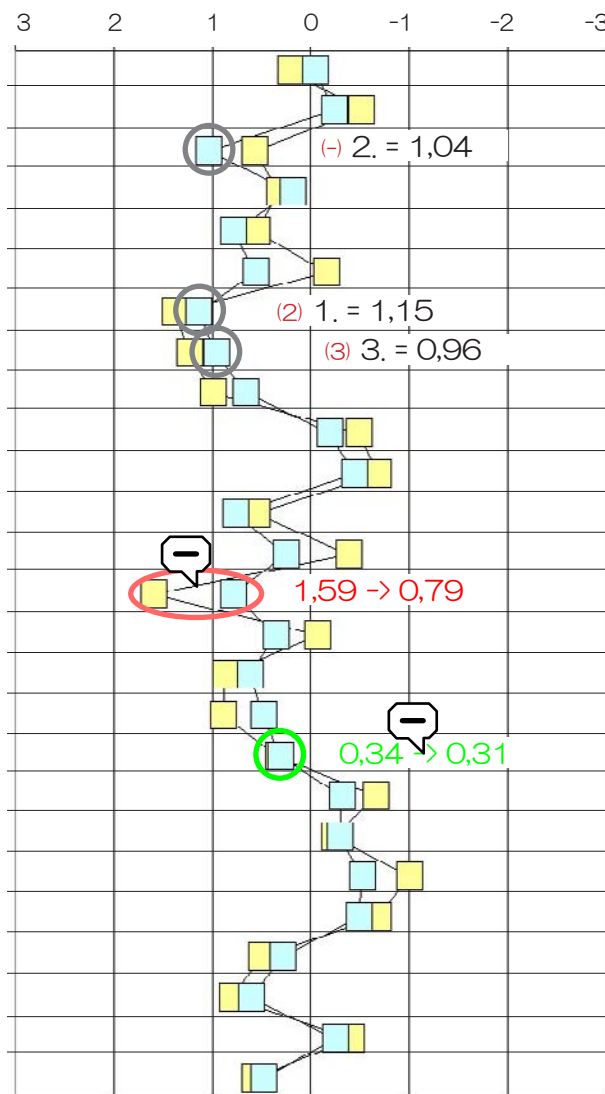 3 2 1 0 -1 -2 -3
(-) 2. = 1,04
(2) 1. = 1,15
(3) 3. = 0,96
1,59 -> 0,79
0,34 -> 0,31